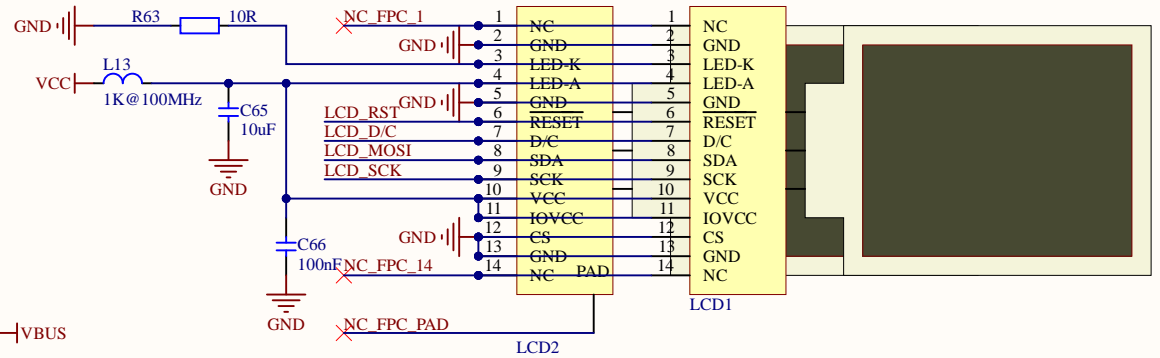 R63 10R NC_FPC_1 1 NC 1 NC
GND 2 GND 2 GND
GND 3 LED-K 3 LED-K
L13
VCC 4 LED-A 4 LED-A
1K@100MHz GND 5 GND 5 GND
C65 LCD_RST 6 RESET 6 RESET
10uF LCD_D/C 7 D/C 7 D/C
LCD_MOSI 8 SDA 8 SDA
LCD_SCK 9 SCK 9 SCK
GND 10 VCC 10 VCC
11 IOVCC 11 IOVCC
GND 12 CS 12 CS
C66 13 GND 13 GND
100nF NC_FPC_14 14 NC PAD 14 NC
LCD1
GND NC_FPC_PAD
VBUS
LCD2